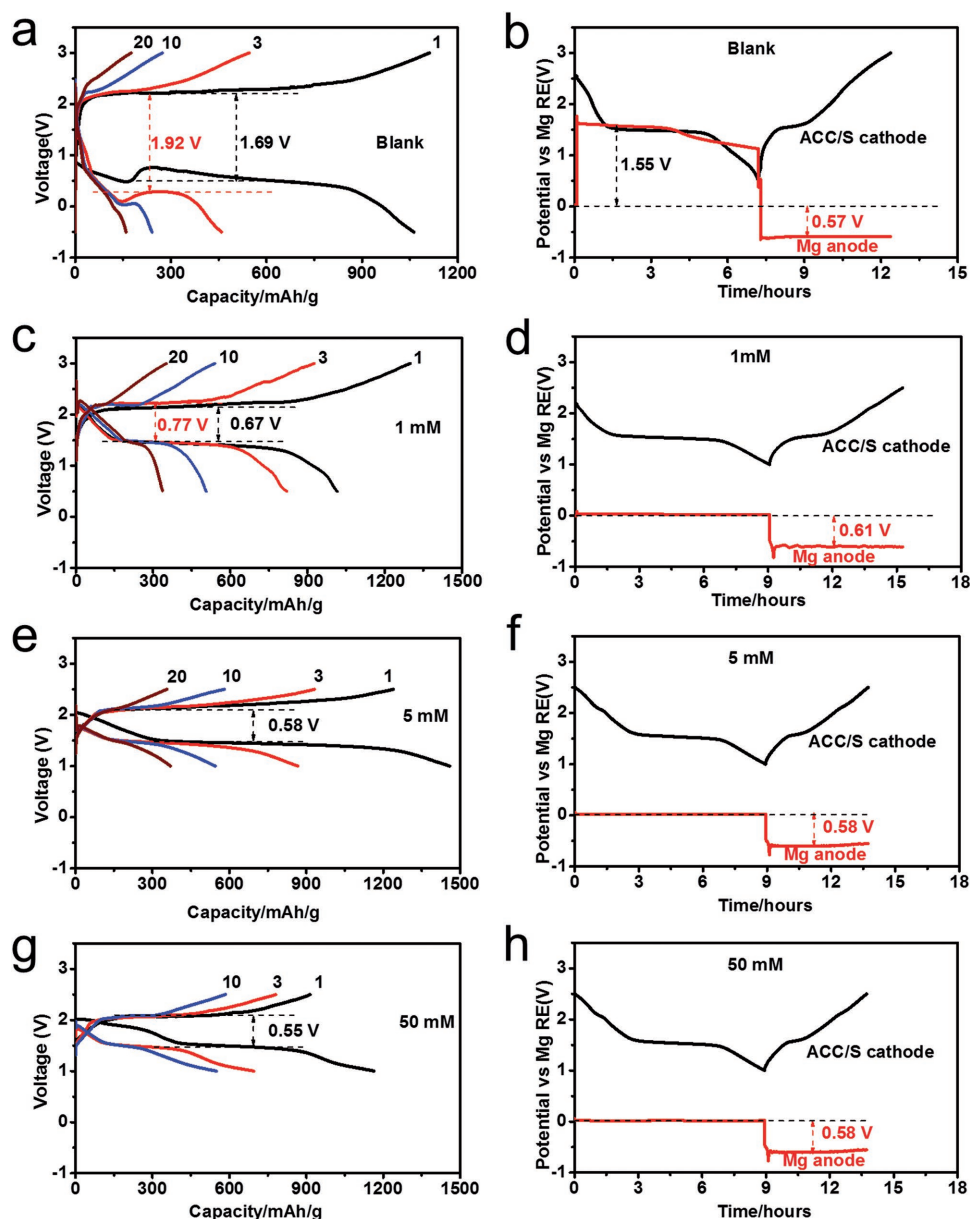 a
20 10 3 1
3
2
1
0
-1
Voltage(V)
1.92 V
1.69 V
Blank
0 300 600 900 1200
Capacity/mAh/g
b
Blank
3
2
1
0
-1
Potential vs Mg RE(V)
ACC/S cathode
1.55 V
0.57 V
Mg anode
0 3 6 9 12 15
Time/hours
c
20 10 3 1
3
2
1
0
-1
Voltage (V)
0.77 V
0.67 V
1 mM
0 300 600 900 1200 1500
Capacity/mAh/g
d
1mM
3
2
1
0
-1
Potential vs Mg RE(V)
ACC/S cathode
0.61 V
Mg anode
0 3 6 9 12 15 18
Time/hours
e
20 10 3 1
3
2
1
0
-1
Voltage (V)
0.58 V
5 mM
0 300 600 900 1200 1500
Capacity/mAh/g
f
5 mM
3
2
1
0
-1
Potential vs Mg RE(V)
ACC/S cathode
0.58 V
Mg anode
0 3 6 9 12 15 18
Time/hours
g
10 3 1
3
2
1
0
-1
Voltage (V)
0.55 V
50 mM
0 300 600 900 1200 1500
Capacity/mAh/g
h
50 mM
3
2
1
0
-1
Potential vs Mg RE(V)
ACC/S cathode
0.58 V
Mg anode
0 3 6 9 12 15 18
Time/hours